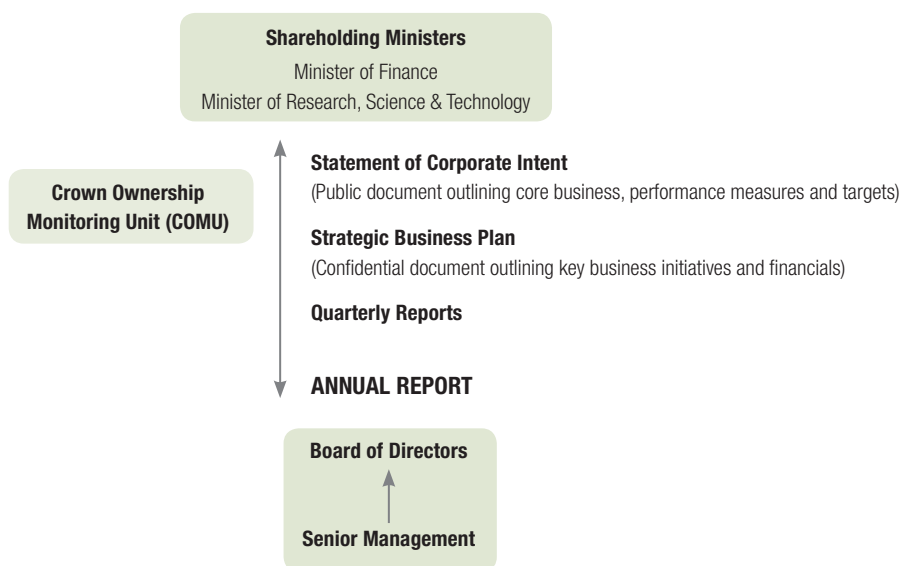 Shareholding Ministers
Minister of Finance
Minister of Research, Science & Technology
Statement of Corporate Intent
(Public document outlining core business, performance measures and targets)
Crown Ownership
Monitoring Unit (COMU)
Strategic Business Plan
(Confidential document outlining key business initiatives and financials)
Quarterly Reports
ANNUAL REPORT
Board of Directors
Senior Management